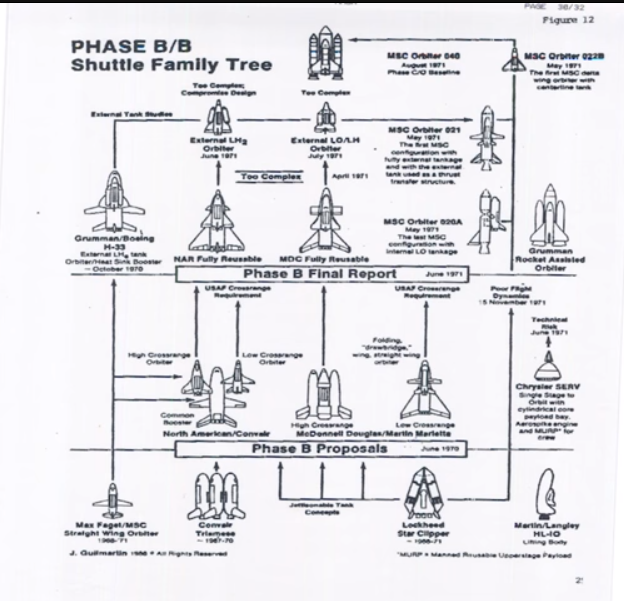 PAGE 38/32
Figure 12
PHASE B/B
Shuttle Family Tree
MSC Orbiter 040
August 1971
Phase C/D Baseline
MSC Orbiter 022B
May 1971
The first MSC delta
wing orbiter with
centerline tank
Too Complex;
Compromise Design
Too Complex
External Tank Studies
External LH2
Orbiter
June 1971
External LO/LH
Orbiter
July 1971
MSC Orbiter 021
May 1971
The first MSC
configuration with
fully external tankage
and with the external
tank used as a thrust
transfer structure.
Too Complex
April 1971
Grumman/Boeing
H-33
External LH2 tank
Orbiter/Heat Sink Booster
— October 1970
NAR Fully Reusable
MDC Fully Reusable
MSC Orbiter 020A
May 1971
The last MSC
configuration with
internal LO tankage
Grumman
Rocket Assisted
Orbiter
Phase B Final Report
June 1971
USAF Crossrange
Requirement
USAF Crossrange
Requirement
Poor Flight
Dynamics
15 November 1971
Technical
Risk
June 1971
High Crossrange
Orbiter
Low Crossrange
Orbiter
Folding,
"drawbridge,"
wing, straight wing
orbiter
Common
Booster
High Crossrange
Low Crossrange
North American/Convair
McDonnell Douglas/Martin Marietta
Chrysler SERV
Single Stage to
Orbit with
cylindrical core
payload bay.
Aerospike engine
and MURP* for
crew
Phase B Proposals
June 1970
Jettisonable Tank
Concepts
Max Faget/MSC
Straight Wing Orbiter
1968-71
Convair
Triamese
~ 1967-70
Lockheed
Star Clipper
~ 1966-71
Martin/Langley
HL-10
Lifting Body
J. Guilmartin 1986 * All Rights Reserved
*MURP = Manned Reusable Upperstage Payload